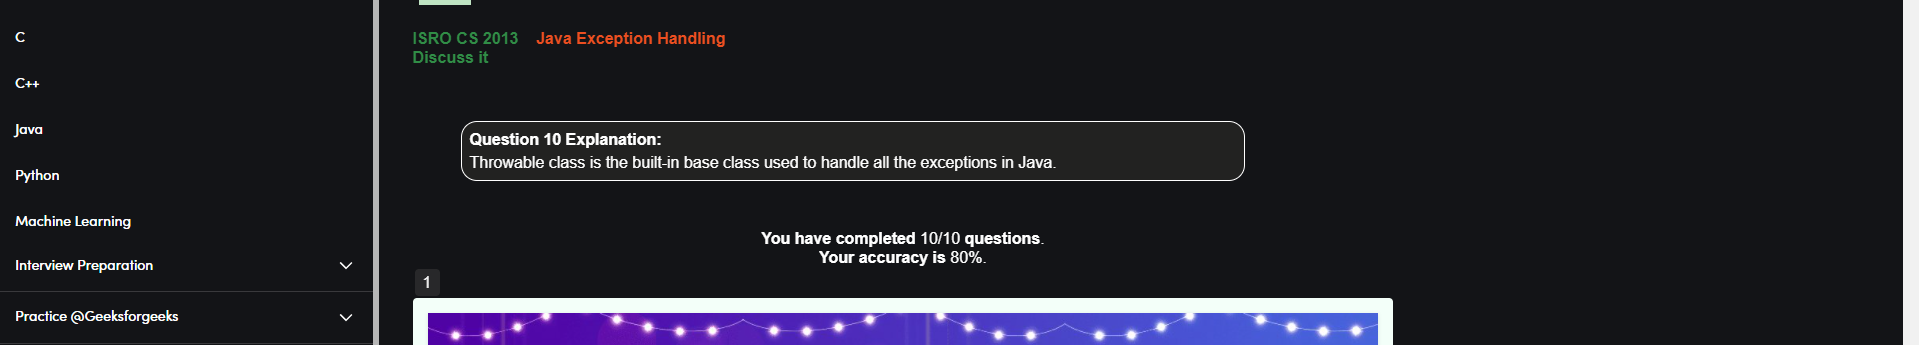 C
C++
Java
Python
Machine Learning
Interview Preparation
Practice @Geeksforgeeks
ISRO CS 2013 Java Exception Handling
Discuss it
Question 10 Explanation:
Throwable class is the built-in base class used to handle all the exceptions in Java.
You have completed 10/10 questions.
Your accuracy is 80%.
1